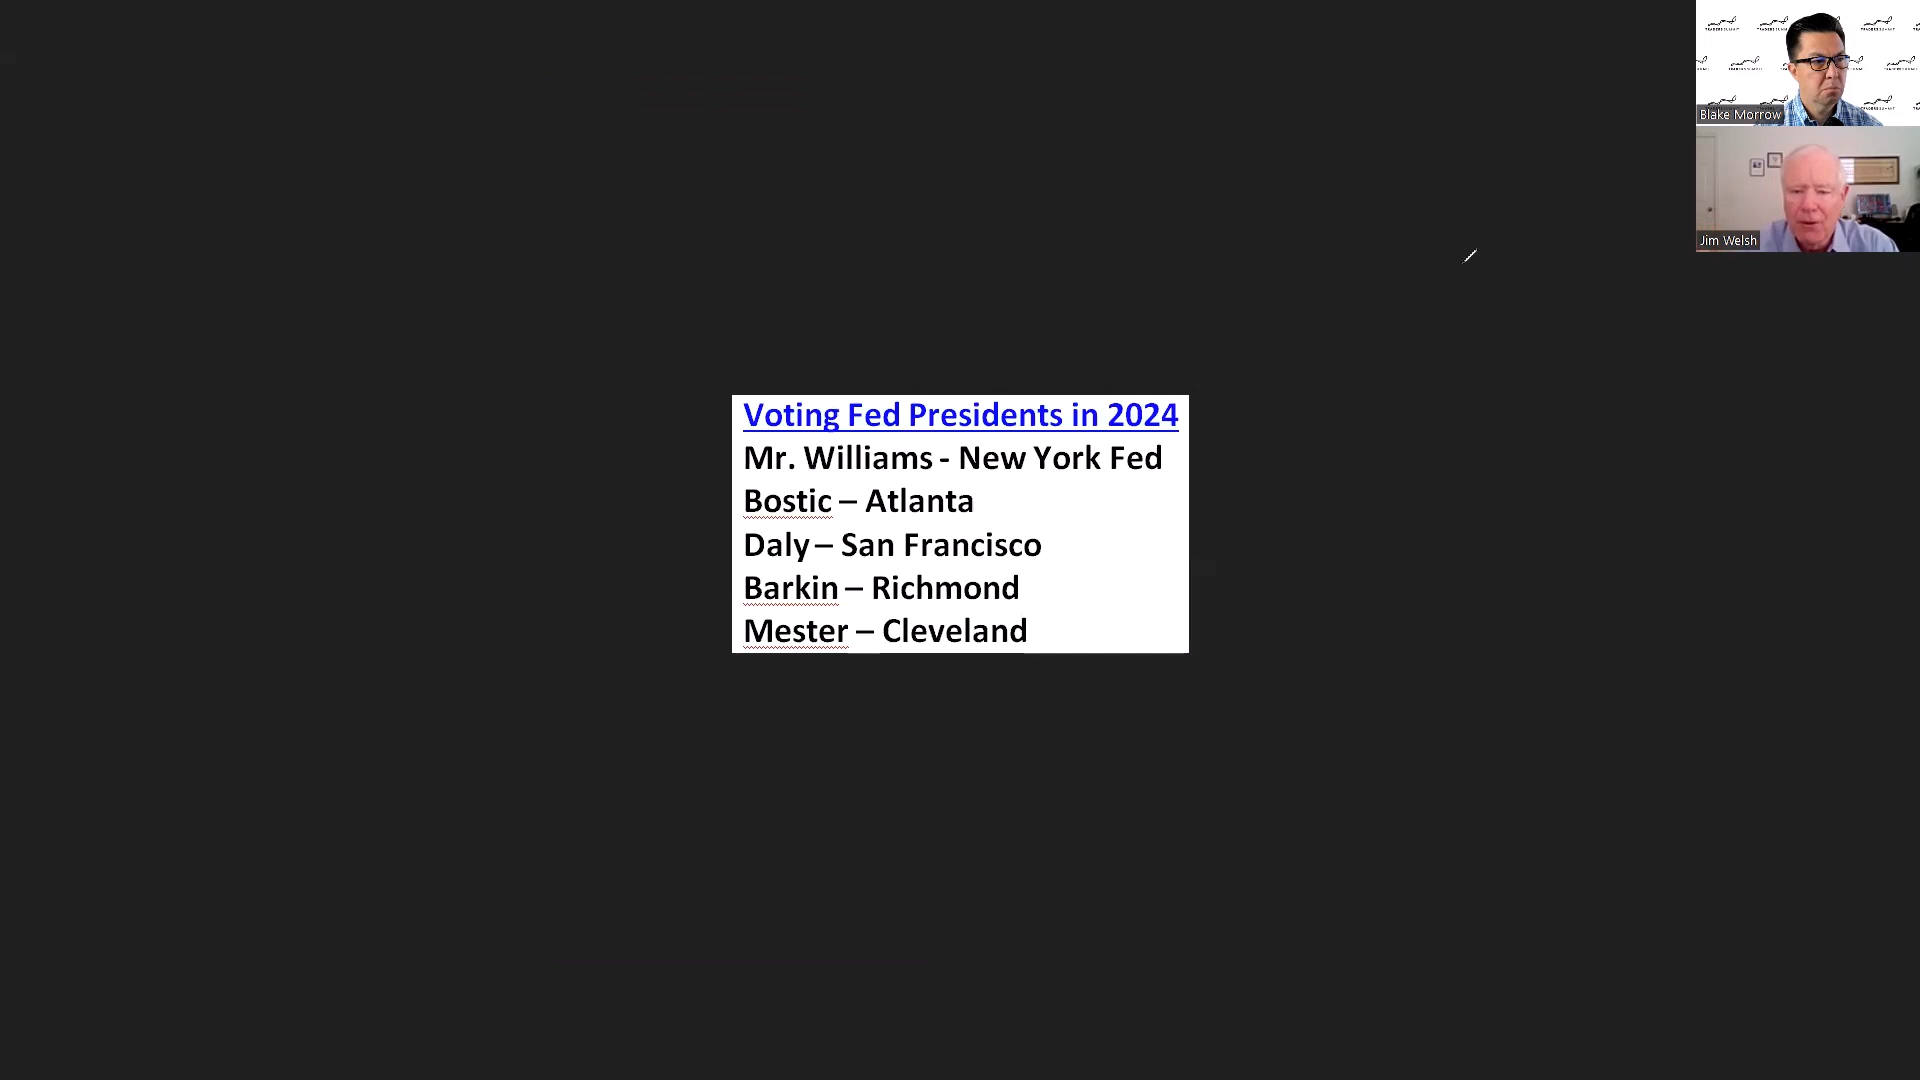 TRADERSSUMMIT
Blake Morrow
Jim Welsh
Voting Fed Presidents in 2024
Mr. Williams - New York Fed
Bostic – Atlanta
Daly – San Francisco
Barkin – Richmond
Mester – Cleveland